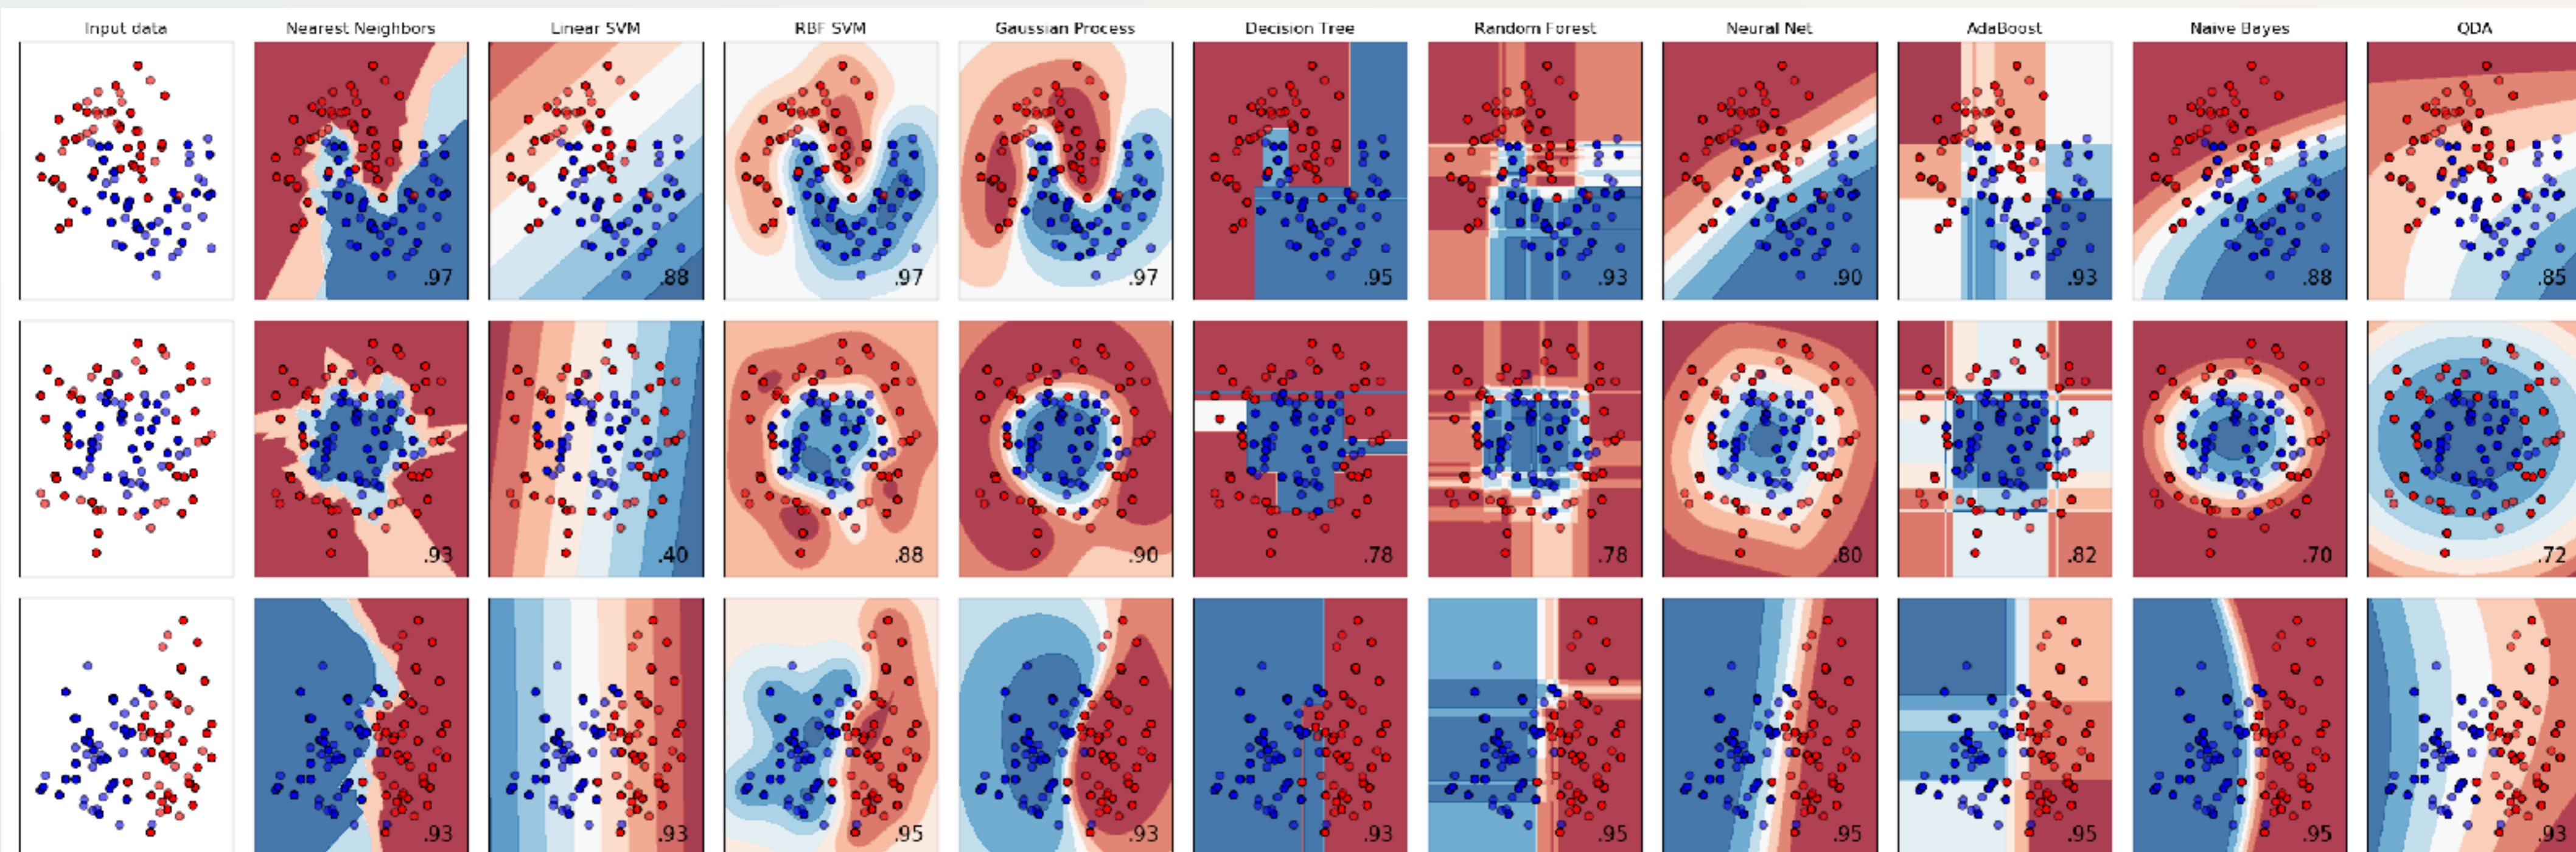 Input data Nearest Neighbors Linear SVM RBF SVM Gaussian Process Decision Tree Random Forest Neural Net AdaBoost Naive Bayes QDA
.97 .88 .97 .97 .95 .93 .90 .93 .88 .85
.93 .40 .88 .90 .78 .78 .80 .82 .70 .72
.93 .93 .95 .93 .93 .95 .95 .95 .95 .93